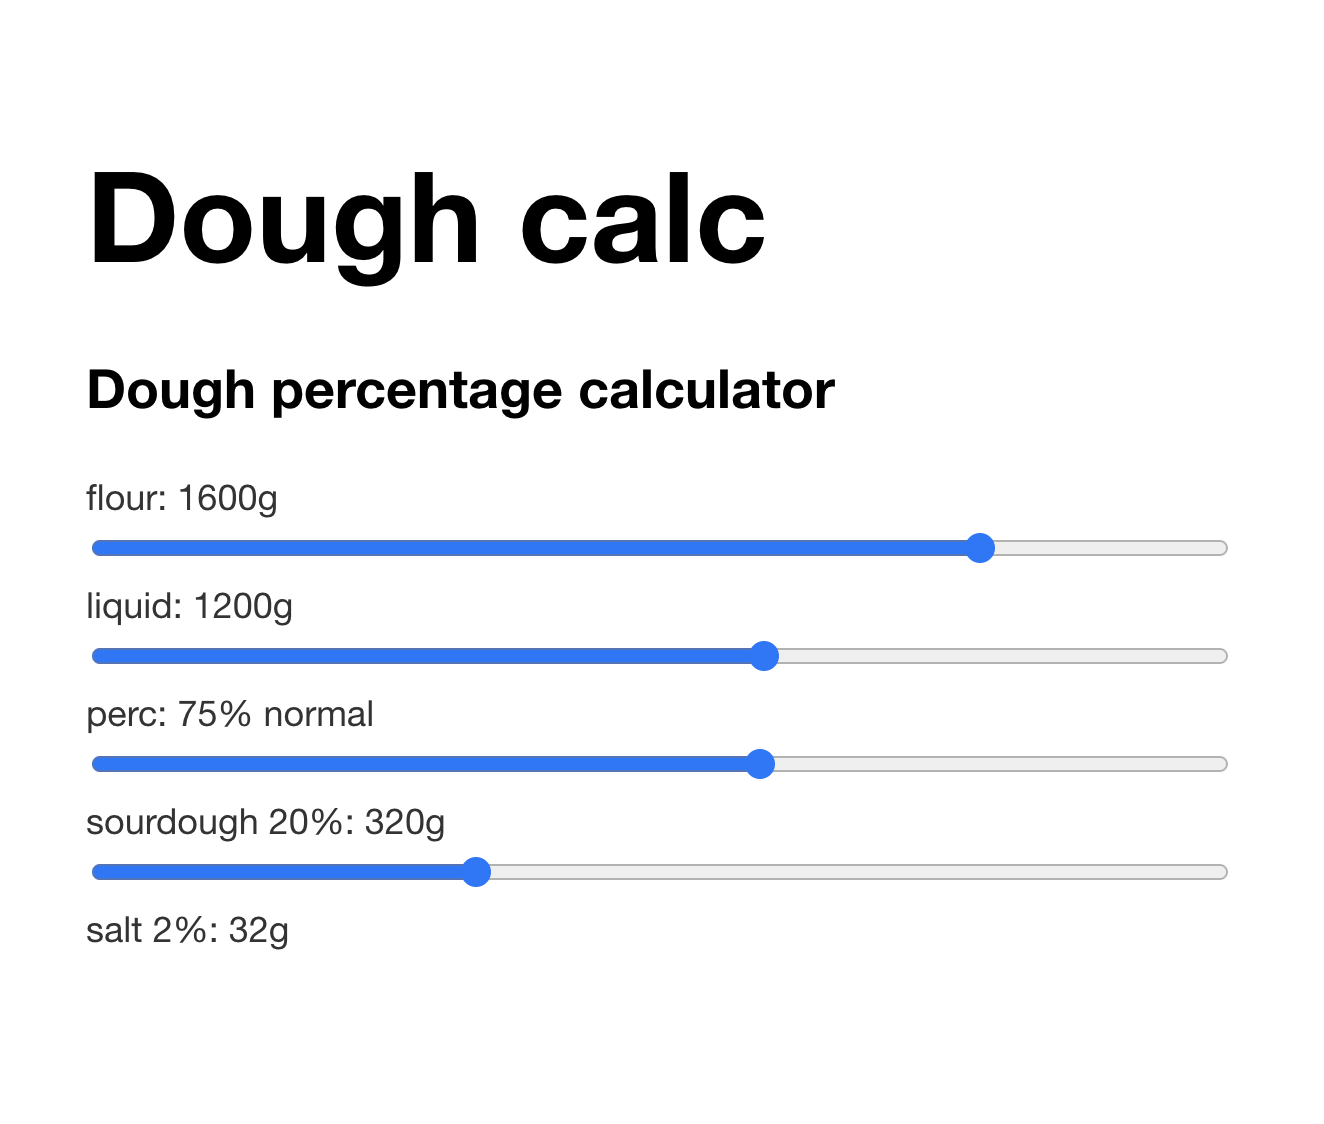 Dough calc
Dough percentage calculator
flour: 1600g
liquid: 1200g
perc: 75% normal
sourdough 20%: 320g
salt 2%: 32g